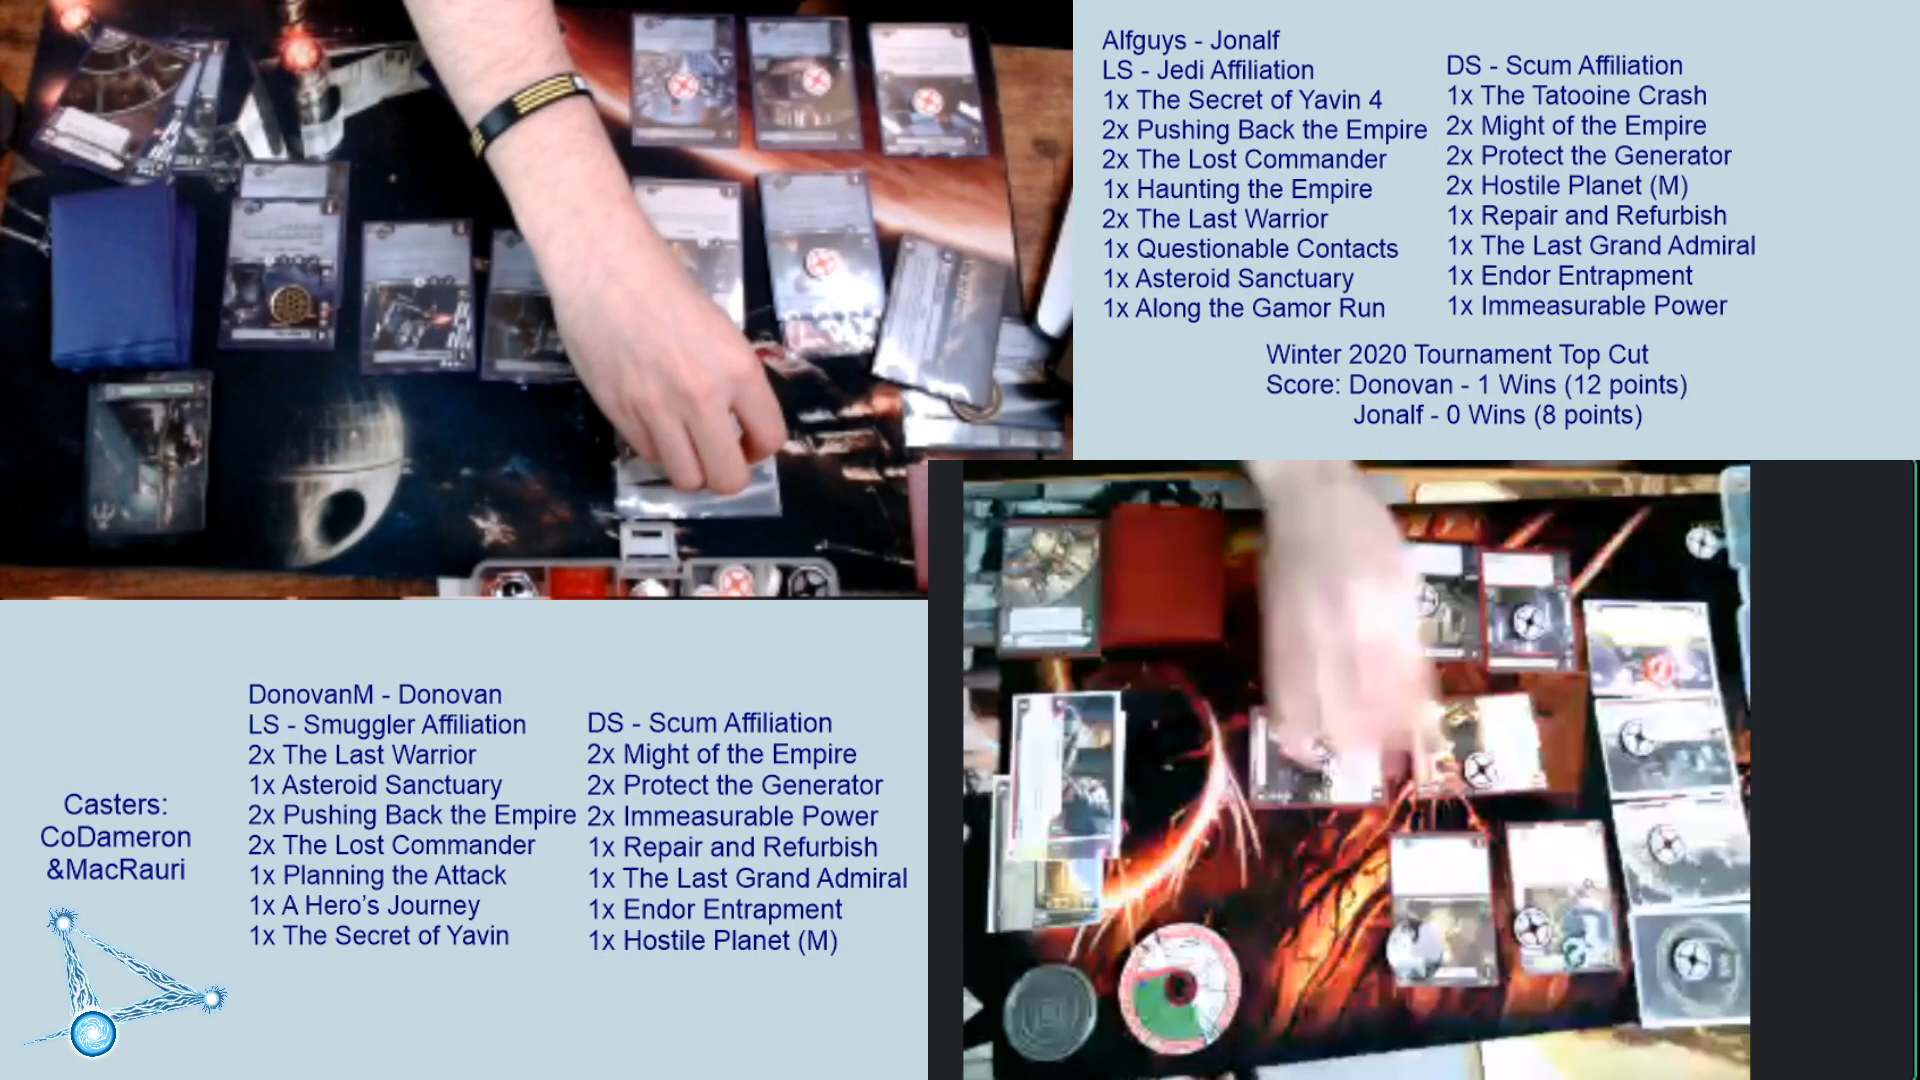 Alfguys - Jonalf
LS - Jedi Affiliation
1x The Secret of Yavin 4
2x Pushing Back the Empire
2x The Lost Commander
1x Haunting the Empire
2x The Last Warrior
1x Questionable Contacts
1x Asteroid Sanctuary
1x Along the Gamor Run
DS - Scum Affiliation
1x The Tatooine Crash
2x Might of the Empire
2x Protect the Generator
2x Hostile Planet (M)
1x Repair and Refurbish
1x The Last Grand Admiral
1x Endor Entrapment
1x Immeasurable Power
Winter 2020 Tournament Top Cut
Score: Donovan - 1 Wins (12 points)
Jonalf - 0 Wins (8 points)
DonovanM - Donovan
LS - Smuggler Affiliation
2x The Last Warrior
1x Asteroid Sanctuary
2x Pushing Back the Empire
2x The Lost Commander
1x Planning the Attack
1x A Hero’s Journey
1x The Secret of Yavin
DS - Scum Affiliation
2x Might of the Empire
2x Protect the Generator
2x Immeasurable Power
1x Repair and Refurbish
1x The Last Grand Admiral
1x Endor Entrapment
1x Hostile Planet (M)
Casters:
CoDameron
&MacRauri